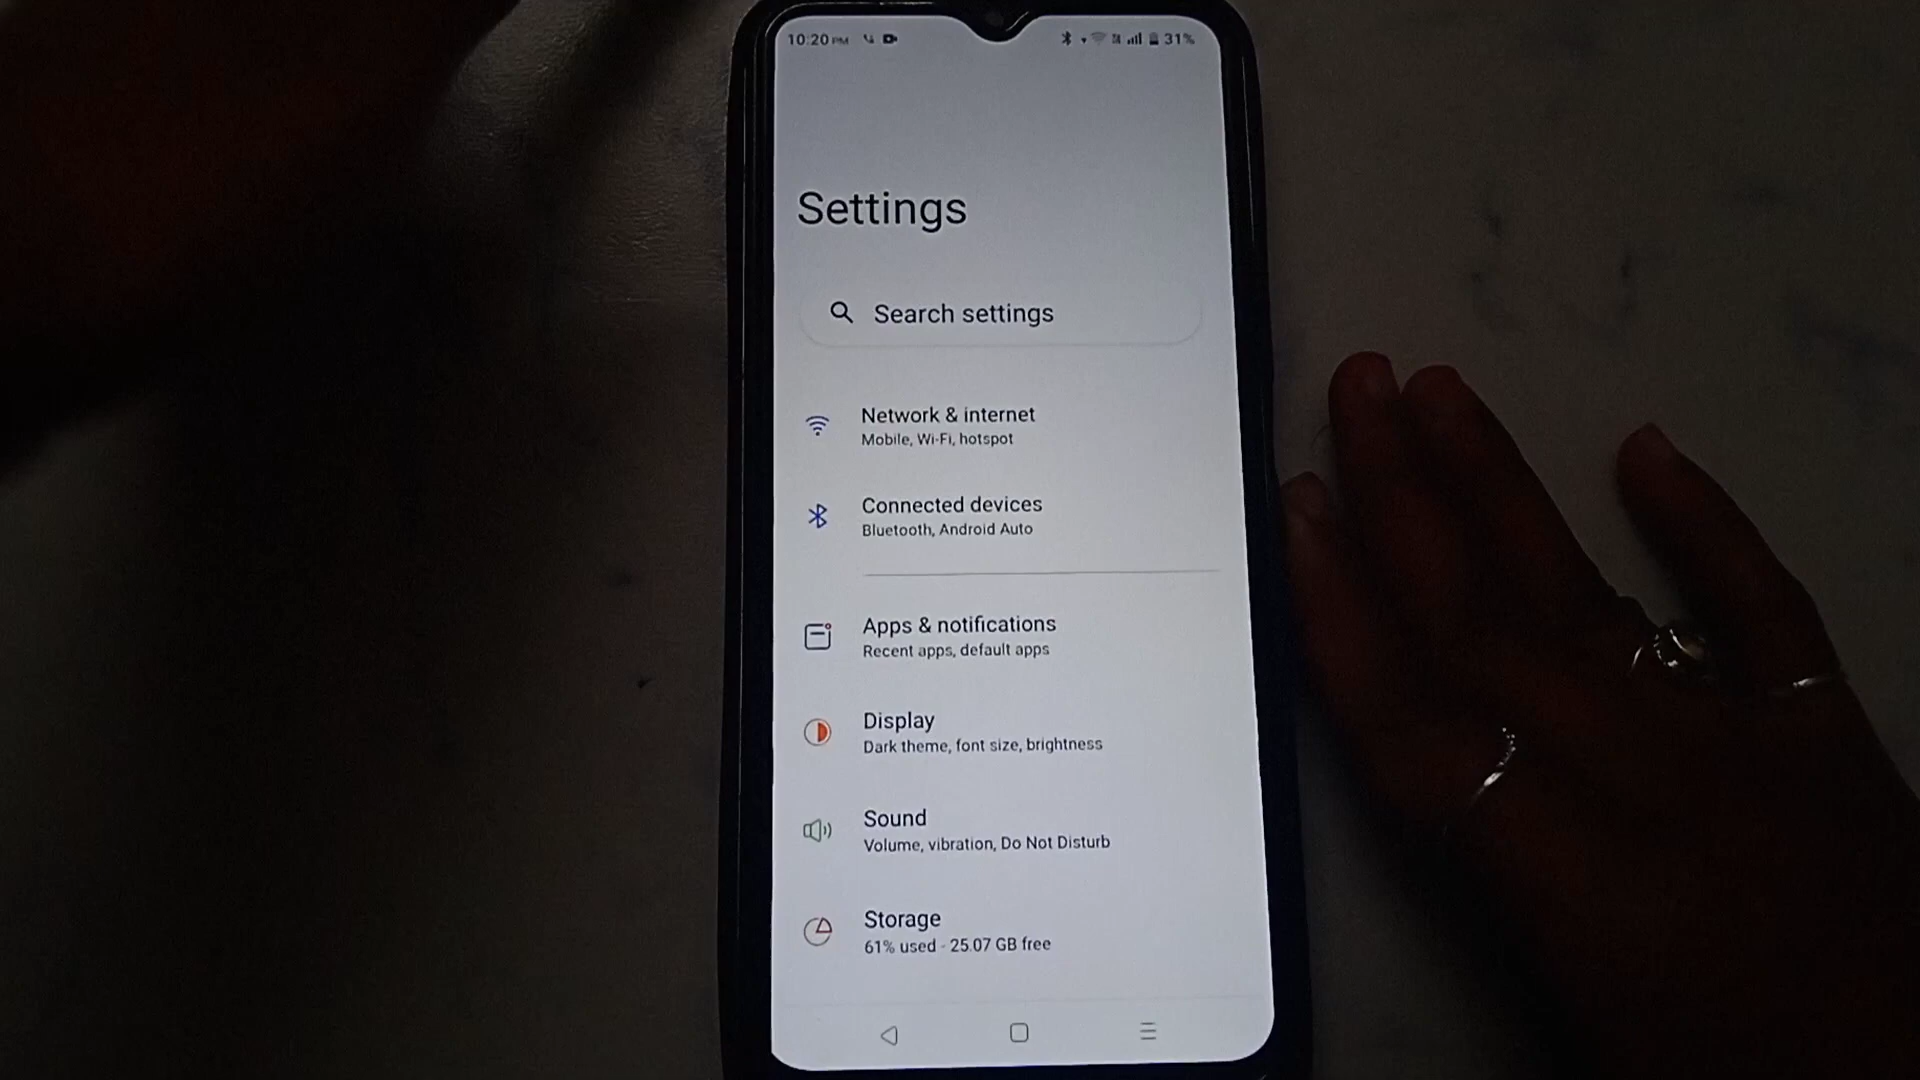 10:20 PM 31%
Settings
Search settings
Network & internet
Mobile, Wi-Fi, hotspot
Connected devices
Bluetooth, Android Auto
Apps & notifications
Recent apps, default apps
Display
Dark theme, font size, brightness
Sound
Volume, vibration, Do Not Disturb
Storage
61% used - 25.07 GB free